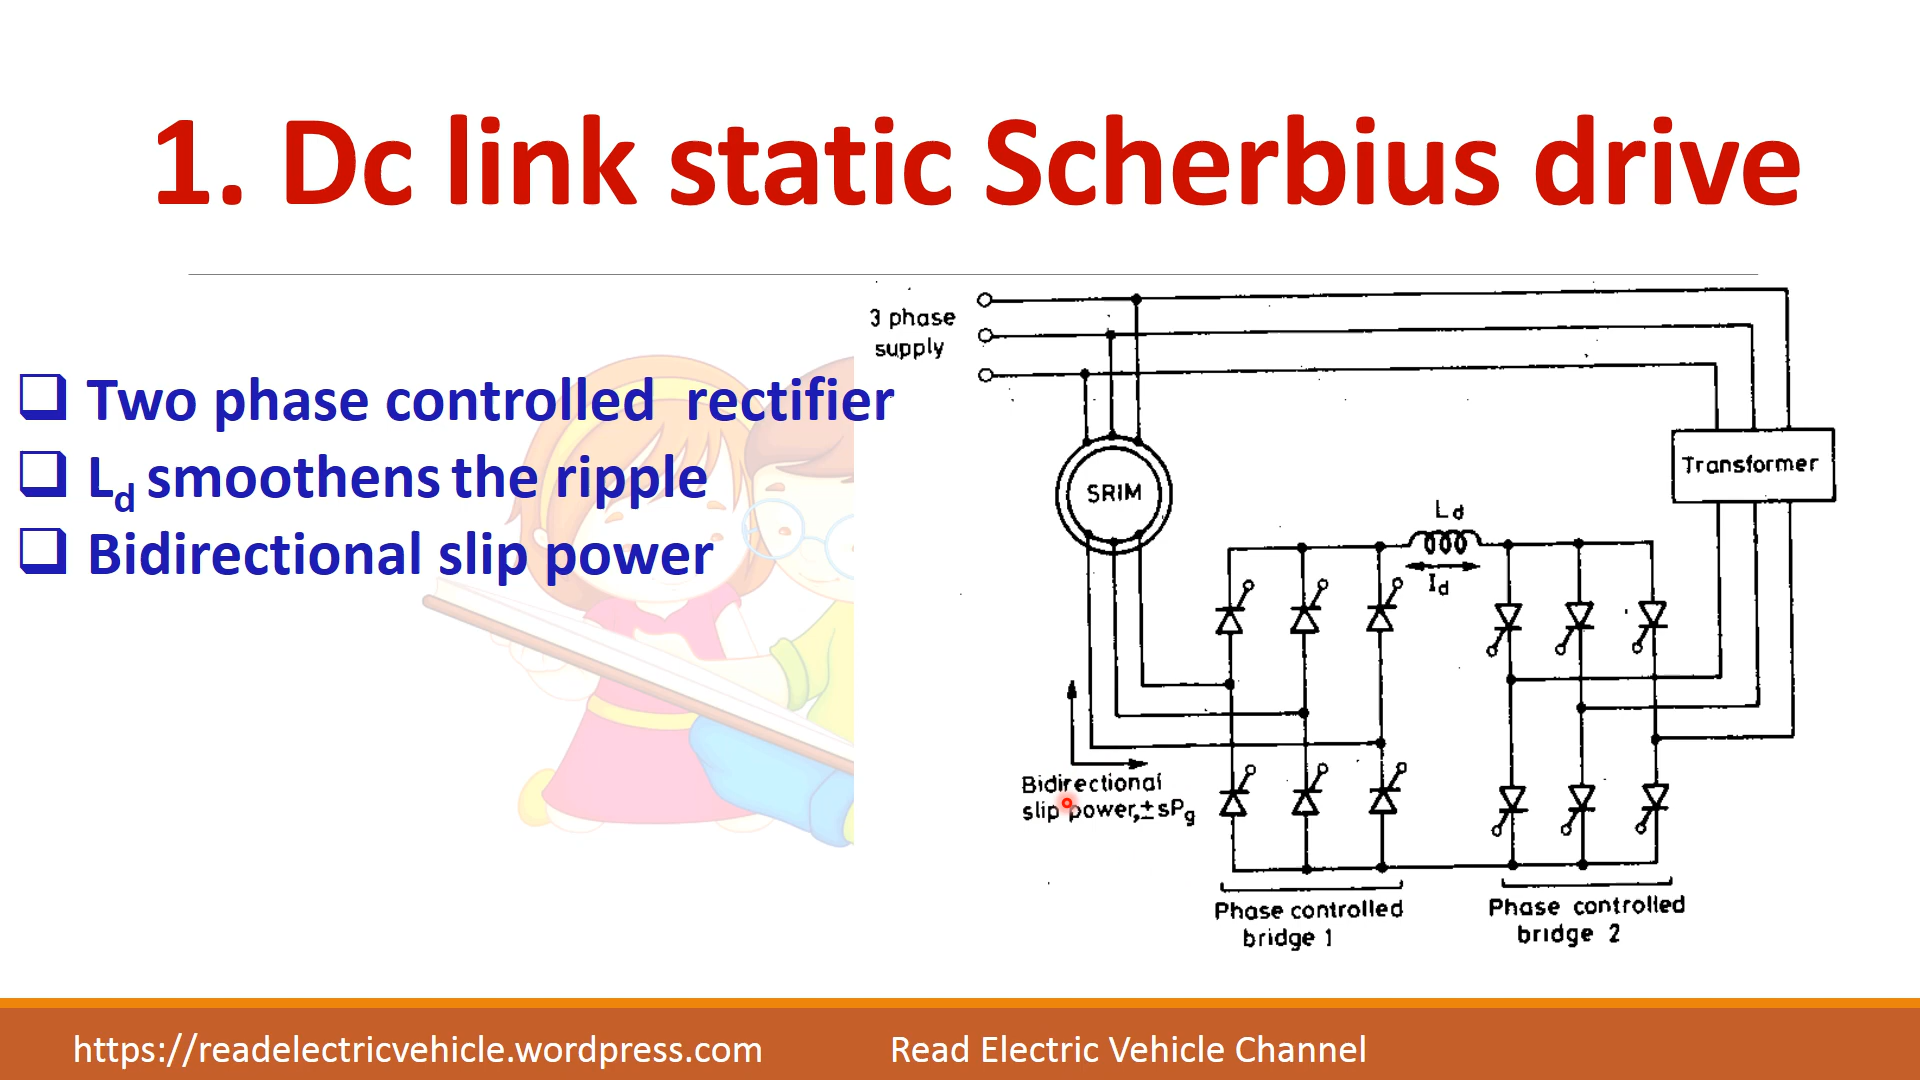 1. Dc link static Scherbius drive
Two phase controlled rectifier
Ld smoothens the ripple
Bidirectional slip power
3 phase
supply
SRIM
Transformer
Ld
Id
Bidirectional
slip power,±sPg
Phase controlled
bridge 1
Phase controlled
bridge 2
https://readelectricvehicle.wordpress.com
Read Electric Vehicle Channel